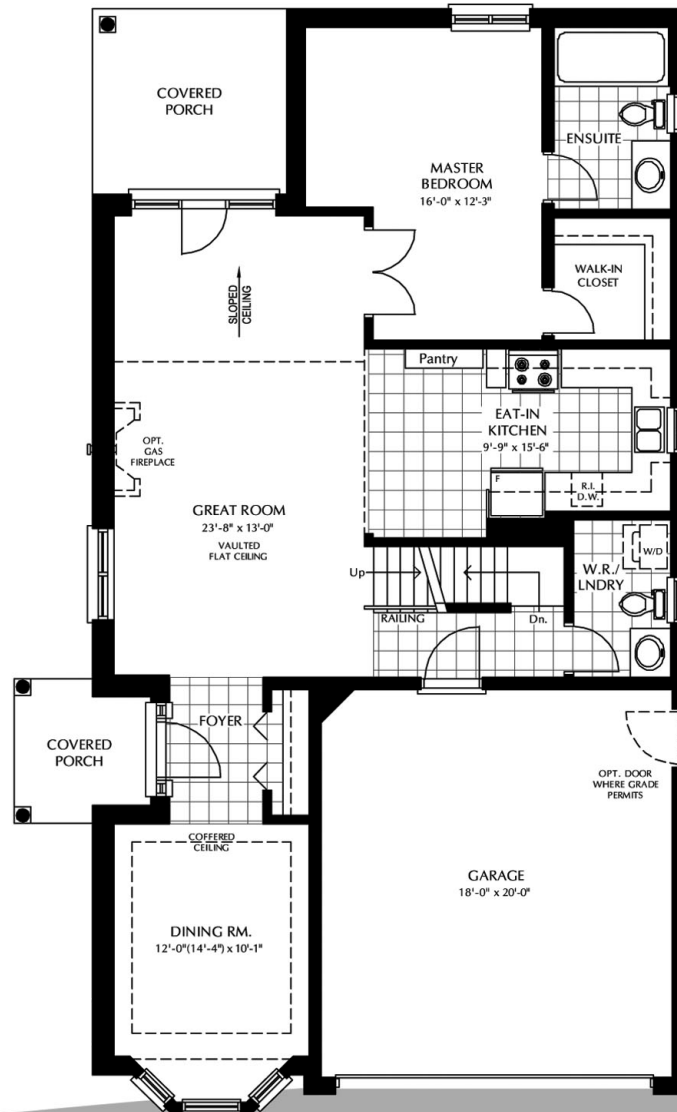 COVERED
PORCH
MASTER
BEDROOM
16'-0" x 12'-3"
ENSUITE
WALK-IN
CLOSET
SLOPED
CEILING
Pantry
EAT-IN
KITCHEN
9'-9" x 15'-6"
F
R.I.
D.W.
OPT.
GAS
FIREPLACE
GREAT ROOM
23'-8" x 13'-0"
VAULTED
FLAT CEILING
Up
RAILING
Dn.
W.R./
LNDRY
W/D
FOYER
COVERED
PORCH
OPT. DOOR
WHERE GRADE
PERMITS
COFFERED
CEILING
GARAGE
18'-0" x 20'-0"
DINING RM.
12'-0"(14'-4") x 10'-1"